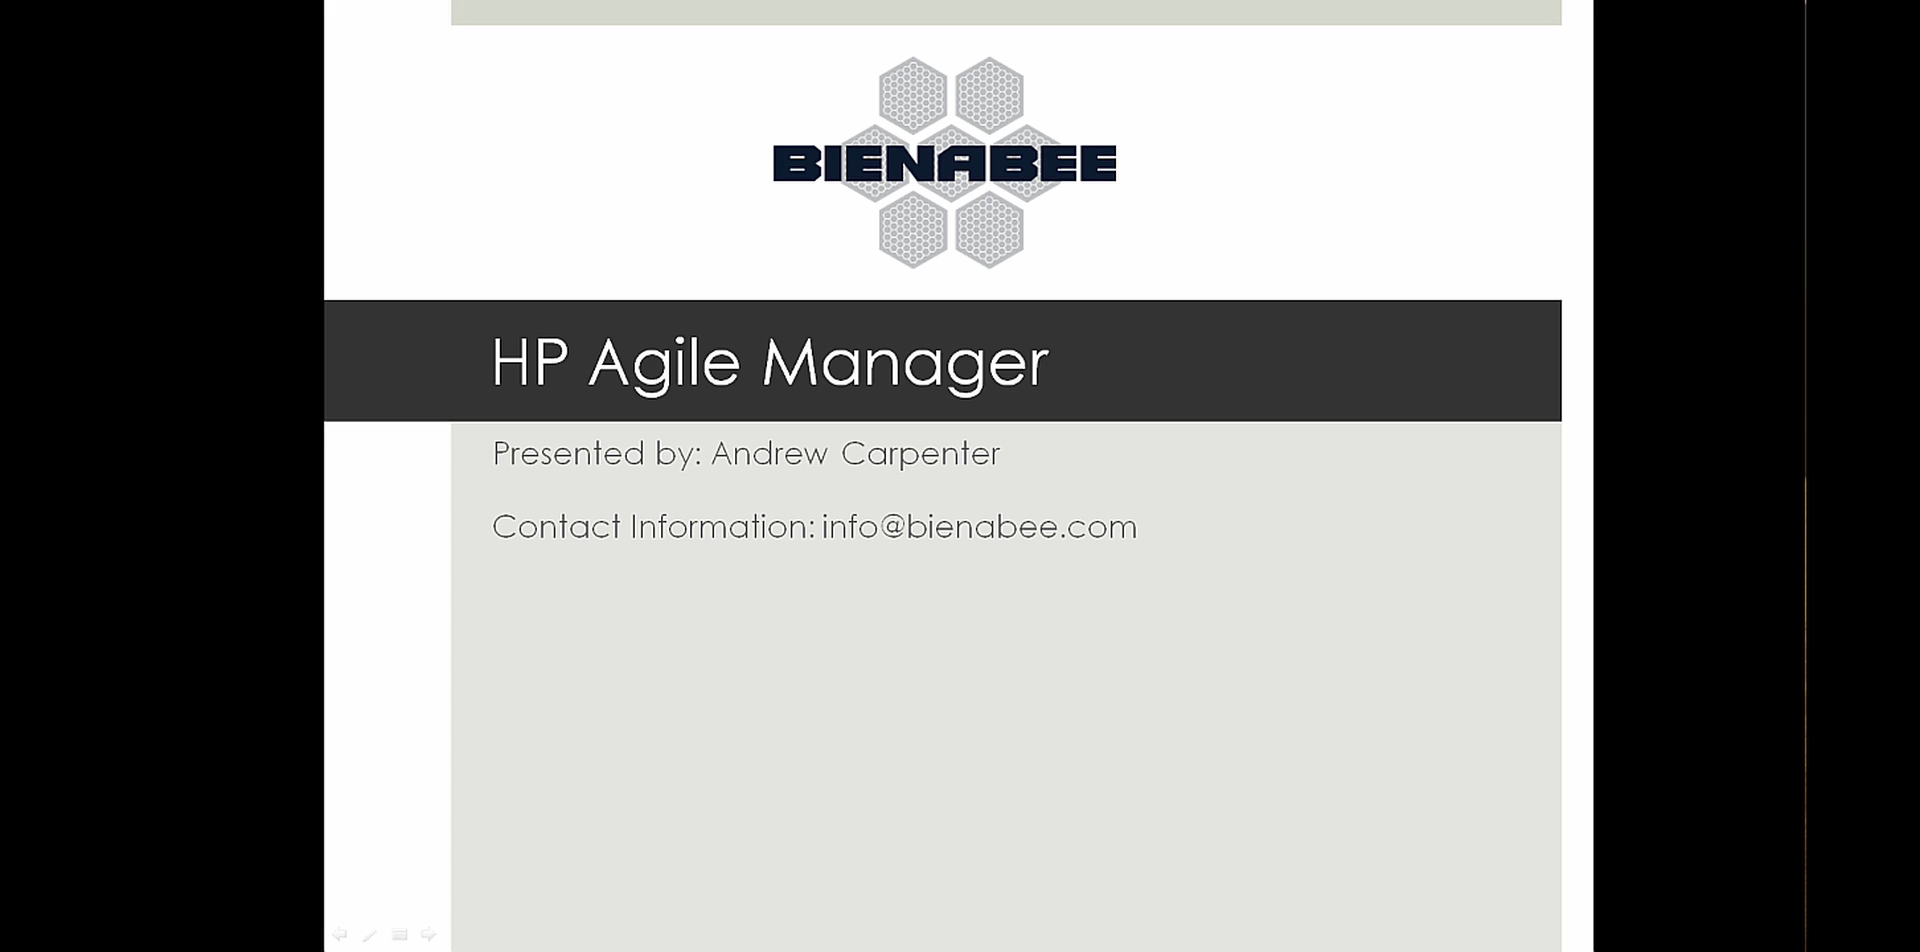 BIENABEE
HP Agile Manager
Presented by: Andrew Carpenter
Contact Information: info@bienabee.com